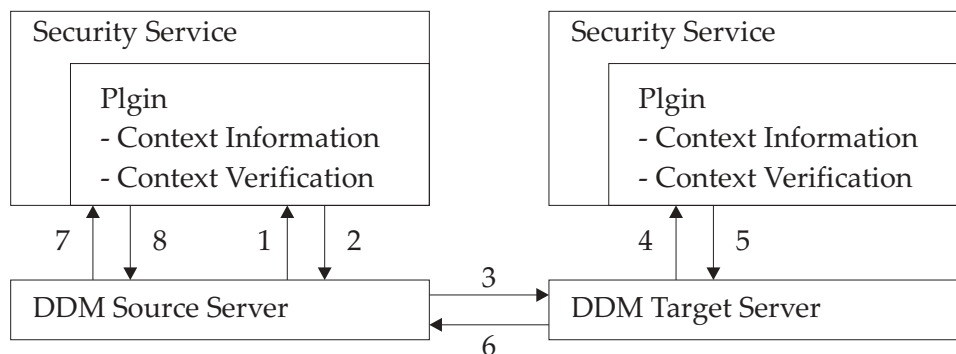 Security Service
Plgin
- Context Information
- Context Verification
Security Service
Plgin
- Context Information
- Context Verification
7 8 1 2
4 5
DDM Source Server
3
6
DDM Target Server